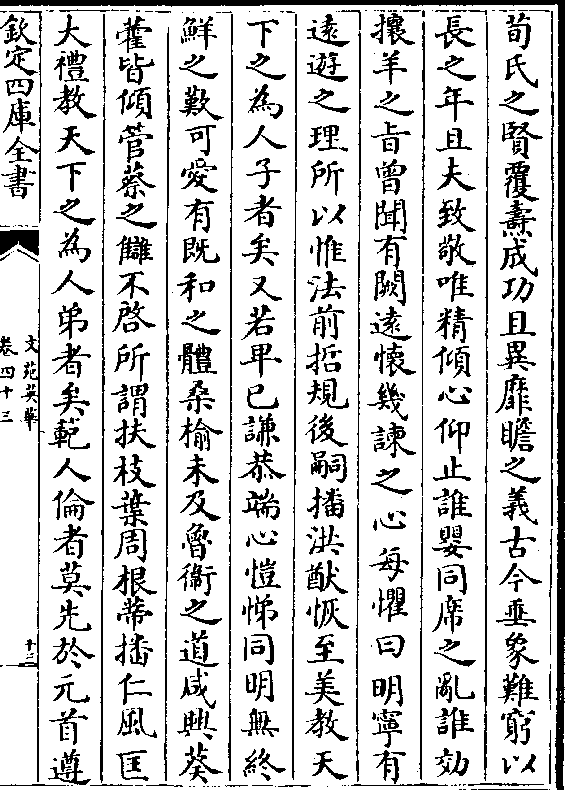 荀氏之賢覆燾成功且異靡瞻之義古今垂象難窮以
長之年且夫致敬唯精傾心仰止誰嬰同席之亂誰効
攘羊之㫖曽聞有闕逺懐幾諫之心每懼曰明寧有
逺遊之理所以惟法前哲規後嗣播洪猷恢至美教天
下之為人子者矣又若卑已謙恭端心愷悌同明無終
鮮之歎可愛有既和之體桑榆未及魯衞之道咸興葵
藿皆傾管蔡之讎不啓所謂扶枝葉周根蔕播仁風匡
大禮教天下之為人弟者矣範人倫者莫先於元首遵
欽定四庫全書
文苑英華
卷四十三
十二